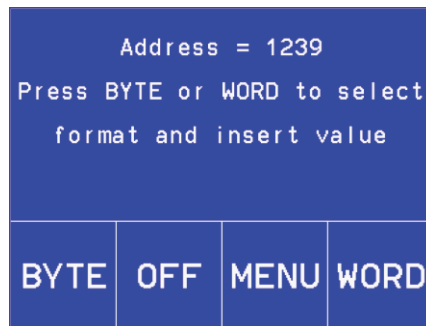 Address = 1239
Press BYTE or WORD to select
format and insert value
BYTE OFF MENU WORD